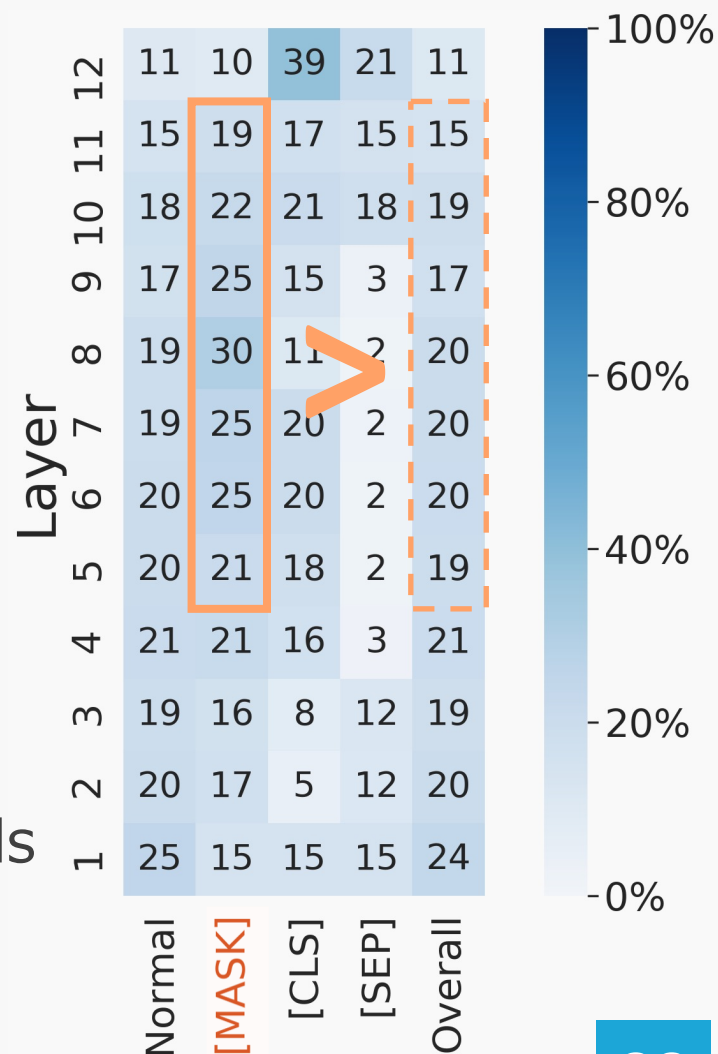 100%
12 11 10 39 21 11
11 15 19 17 15 15
10 18 22 21 18 19
80%
9 17 25 15 3 17
8 19 30 11 2 20
>
60%
7 19 25 20 2 20
6 20 25 20 2 20
40%
5 20 21 18 2 19
4 21 21 16 3 21
3 19 16 8 12 19
20%
2 20 17 5 12 20
ls
1 25 15 15 15 24
0%
Layer
Normal [MASK] [CLS] [SEP] Overall